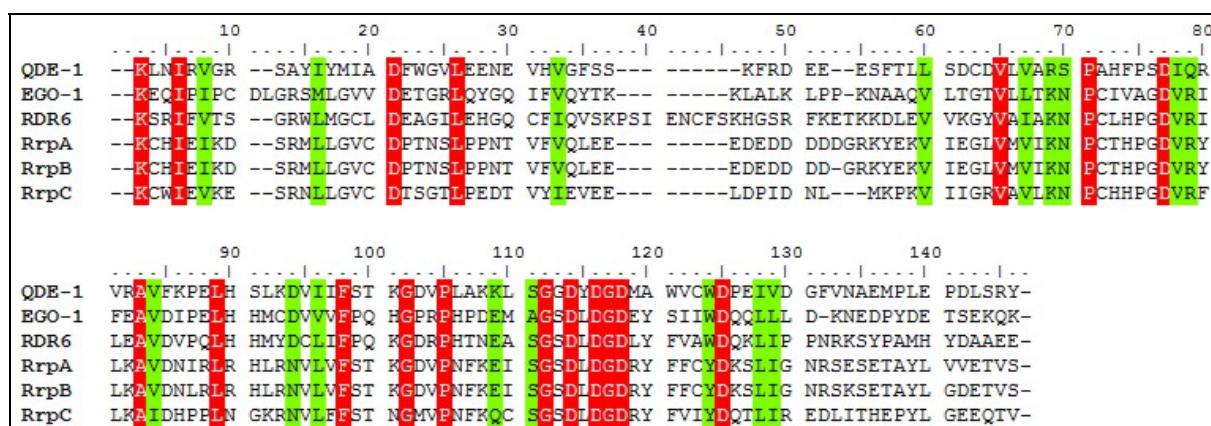 10 20 30 40 50 60 70 80
QDE-1 --KLNIRVGR --SAYIYMIA DFWGVLEENE VHVGFSS--- ------KFRD EE--ESFTLL SDCDVLVARS PAHFPSDIQR
EGO-1 --KEQIPIPC DLGRSMLGVV DETGRLQYGQ IFVQYTK--- ------KLALK LPP-KNAAQV LTGTVLLTKN PCIVAGDVRI
RDR6 --KSRIFVTS --GRWLMGCL DEAGILEHGQ CFIQVSKPSI ENCFSKHGSR FKETKKDLEV VKGYVAIAKN PCLHPGDVRI
RrpA --KCHIEIKD --SRMLLGVC DPTNSLPPNT VFVQLEE--- ------EDEDD DDDGRKYEKV IEGLVMVIKN PCTHPGDVRY
RrpB --KCHIEIKD --SRMLLGVC DPTNSLPPNT VFVQLEE--- ------EDEDD DDD-GRKYEKV IEGLVMVIKN PCTHPGDVRY
RrpC --KCWIEVKE --SRNLLGVC DTSGTLPEDT VYIEVEE--- ------LDPID NL---MKPKV IIGRVAVLKN PCHHPGDVRF
90 100 110 120 130 140
QDE-1 VRAVFKPELH SLKDVIIFST KGDVPLAKKL SGGDYDGDMA WVCWDPEIVD GFVNAEMPLE PDLSRY-
EGO-1 FEAVDIPELH HMCDVVVFPQ HGPRPHPDEM AGSDLDGDEY SIIWDQQLLL D-KNEDPYDE TSEKQK-
RDR6 LEAVDVPQLH HMYDCLIFPQ KGDRPHTNEA SGSDLDGDLY FVAWDQKLIP PNRKSYPAMH YDAAEE-
RrpA LKAVDNIRLR HLRNVLVFST KGDVPNFKEI SGSDLDGDRY FFCYDKSLIG NRSESETAYL VVETVS-
RrpB LKAVDNLRLR HLRNVLVFST KGDVPNFKEI SGSDLDGDRY FFCYDKSLIG NRSKSETAYL GDETVS-
RrpC LKAIDHPPLN GKRNVLFFST NGMVPNFKQC SGSDLDGDRY FVIYDQTLIR EDLITHEPYL GEEQTV-